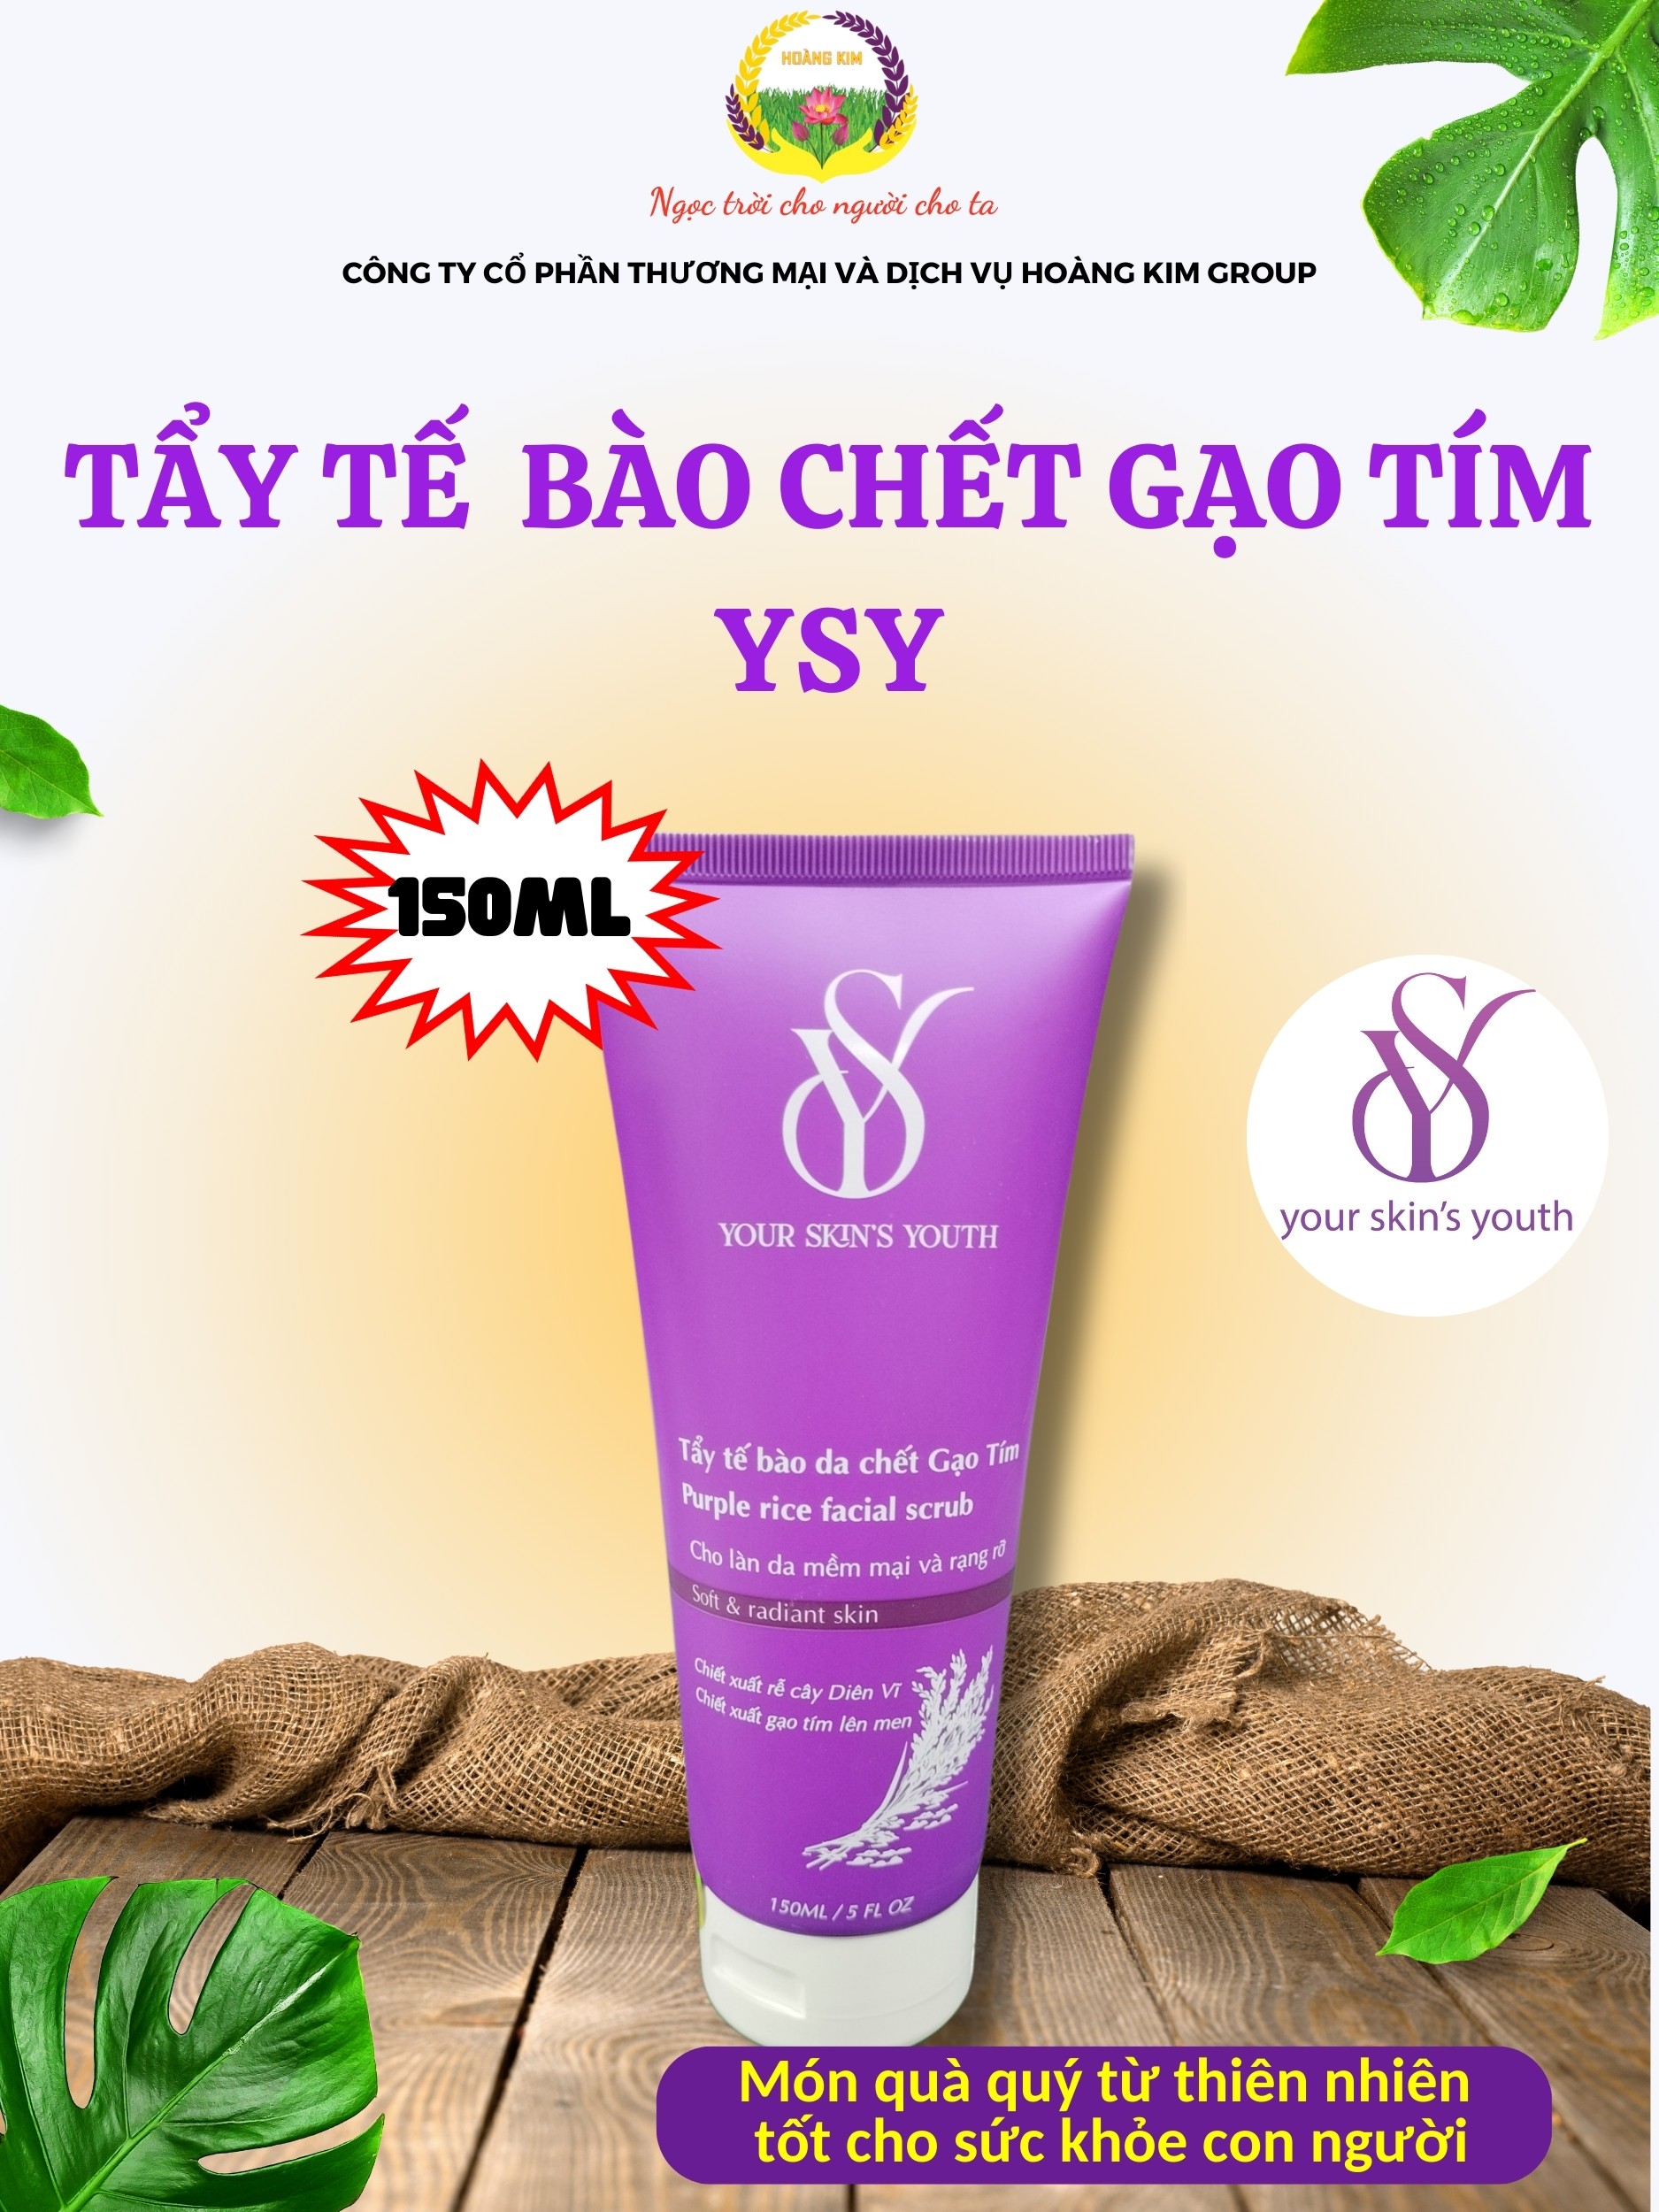 HOÀNG KIM
Ngọc trời cho người cho ta
CÔNG TY CỔ PHẦN THƯƠNG MẠI VÀ DỊCH VỤ HOÀNG KIM GROUP
TẨY TẾ BÀO CHẾT GẠO TÍM
YSY
150ML
YSY
YOUR SKIN'S YOUTH
YSY
your skin's youth
Tẩy tế bào da chết Gạo Tím
Purple rice facial scrub
Cho làn da mềm mại và rạng rỡ
Soft & radiant skin
Chiết xuất rễ cây Diên Vĩ
Chiết xuất gạo tím lên men
150ML / 5 FL OZ
Món quà quý từ thiên nhiên
tốt cho sức khỏe con người